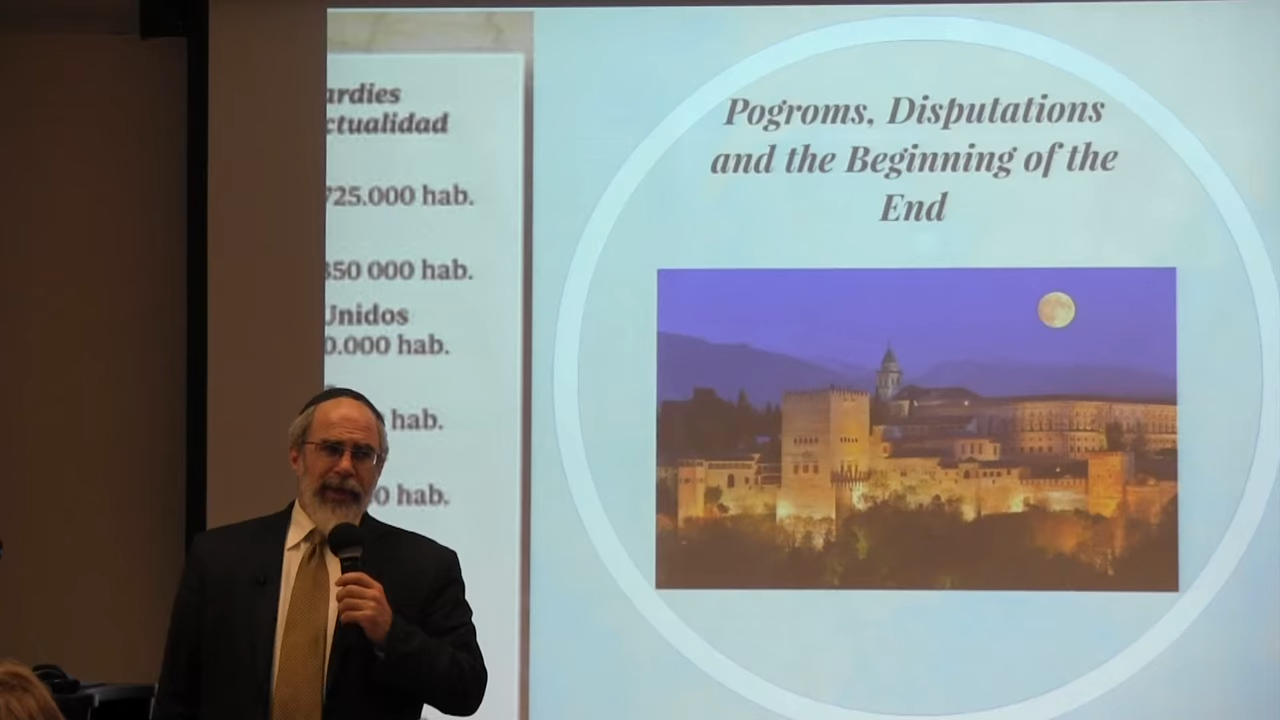 ardies
ctualidad
725.000 hab.
350 000 hab.
Unidos
0.000 hab.
hab.
0 hab.
Pogroms, Disputations
and the Beginning of the
End